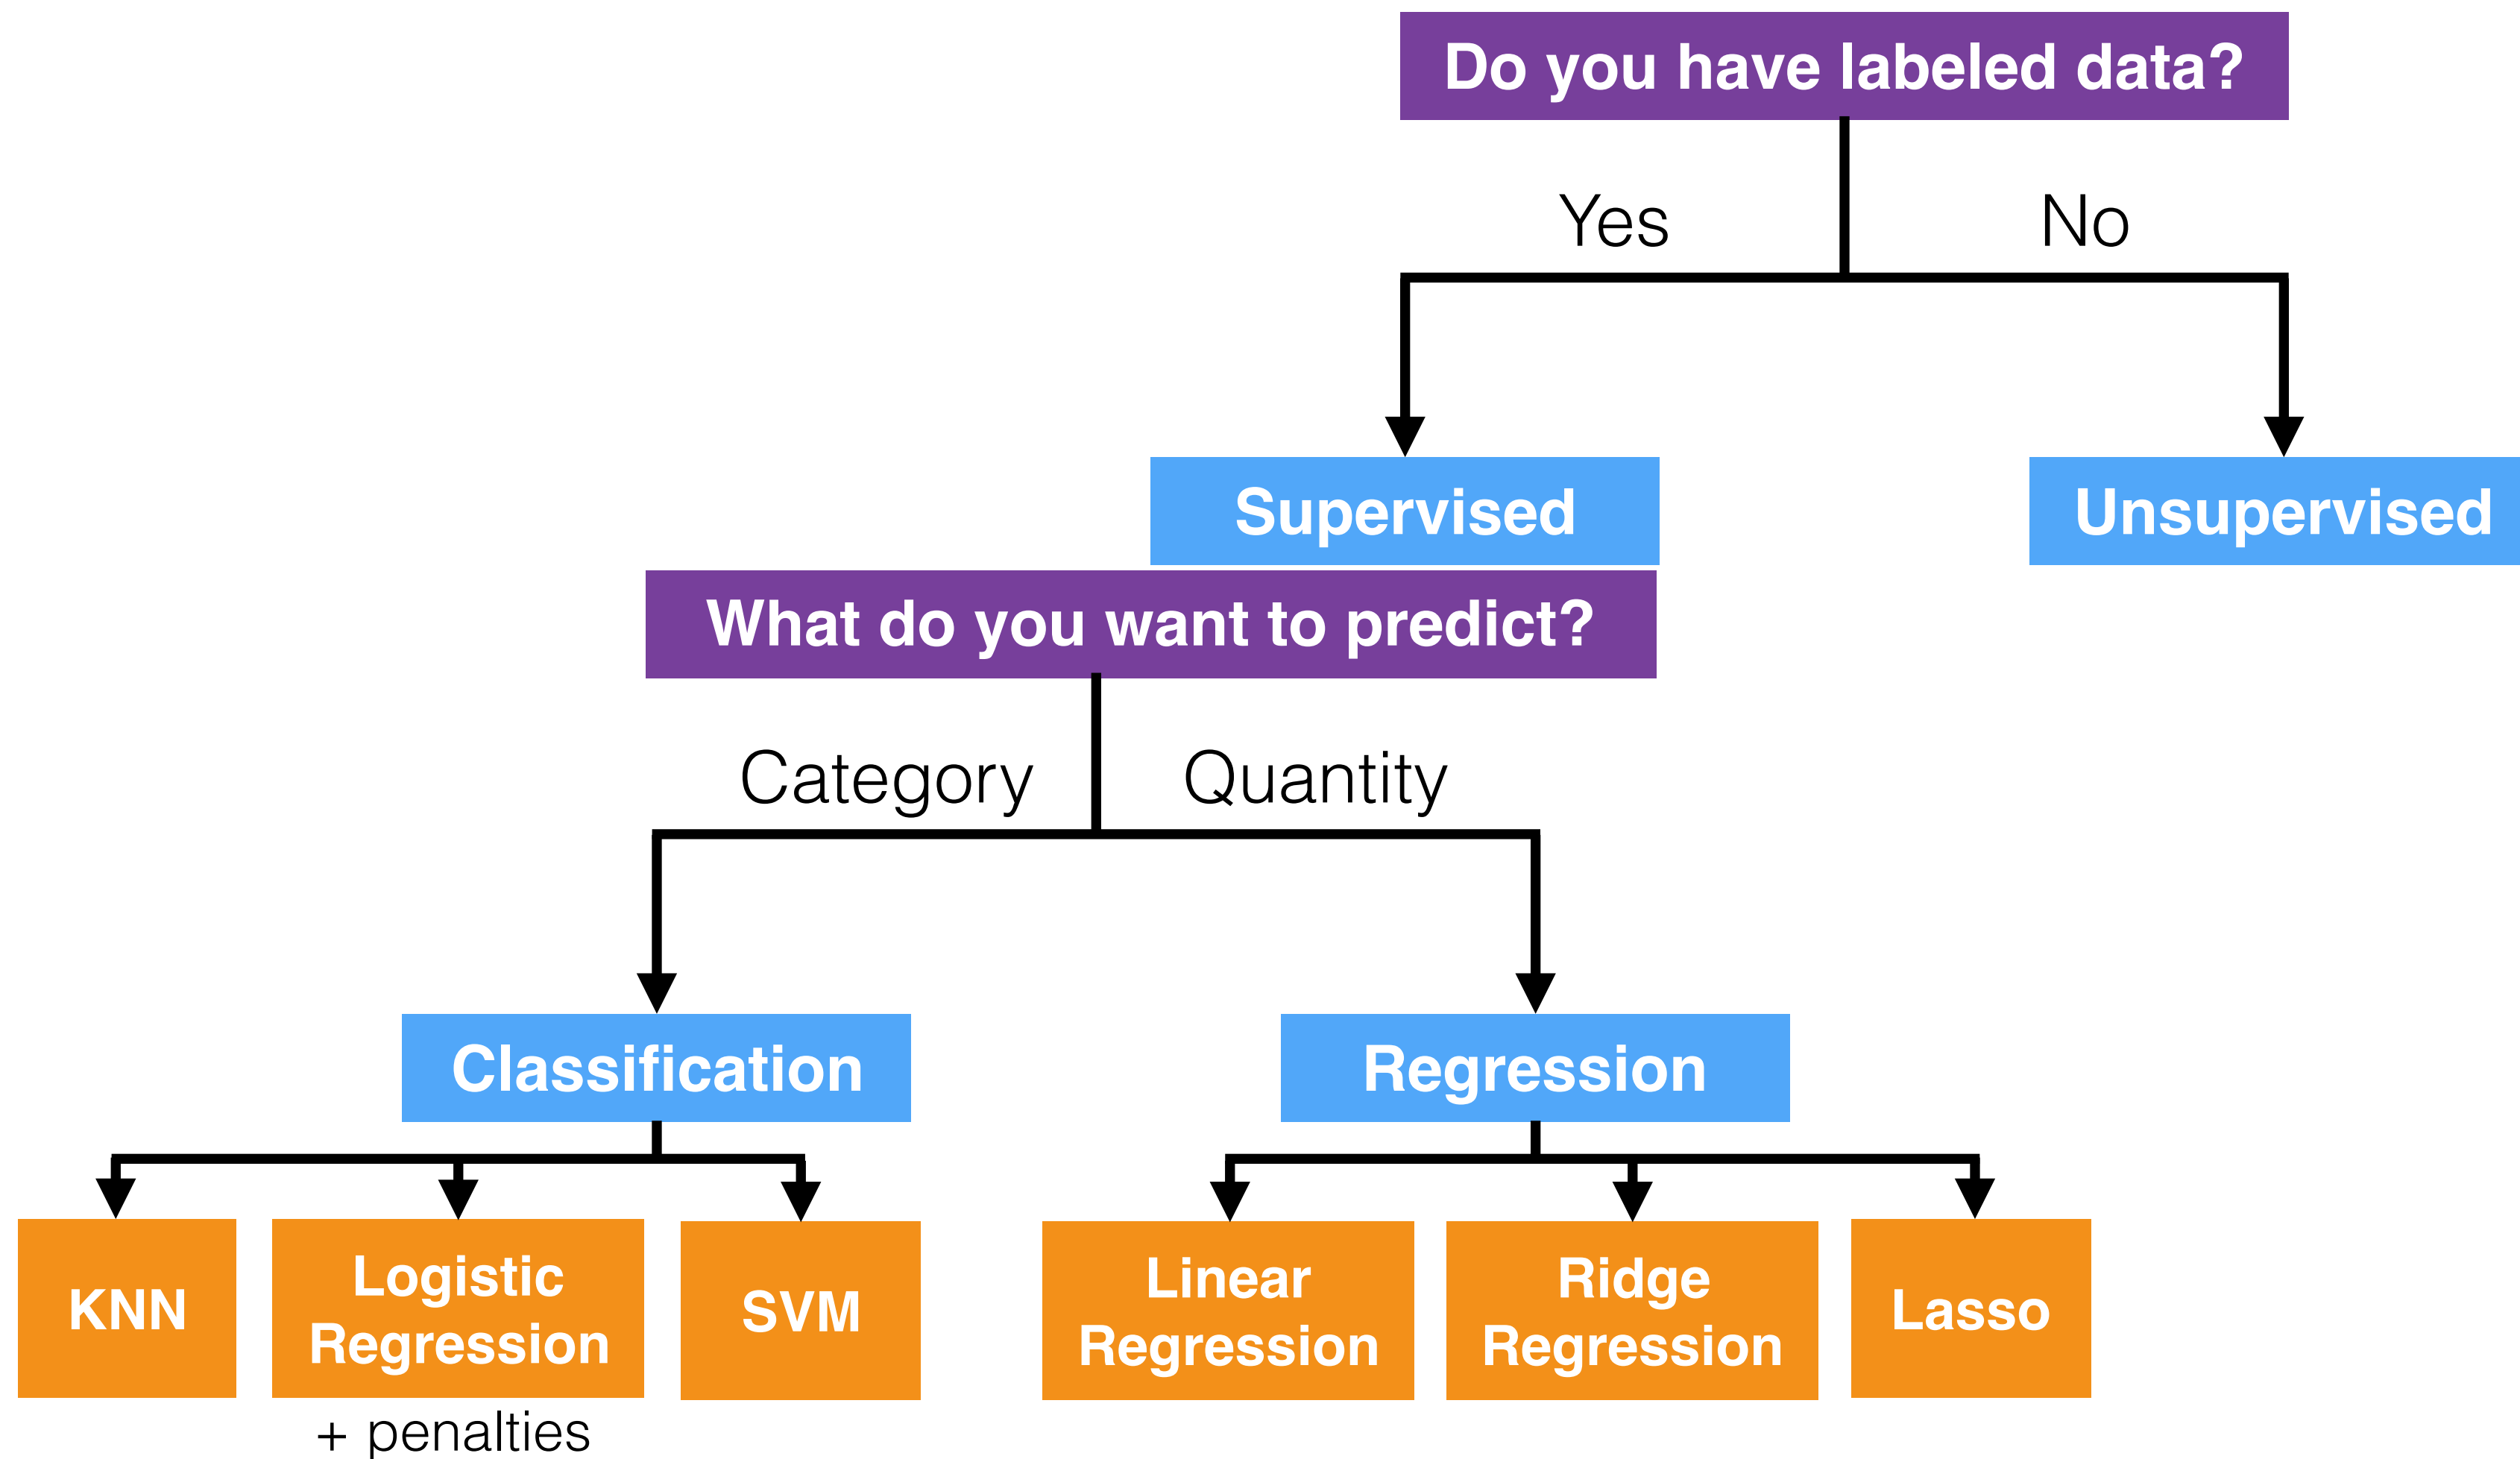 Do you have labeled data?
Yes
No
Supervised
Unsupervised
What do you want to predict?
Category
Quantity
Classification
Regression
KNN
Logistic
Regression
+ penalties
SVM
Linear
Regression
Ridge
Regression
Lasso